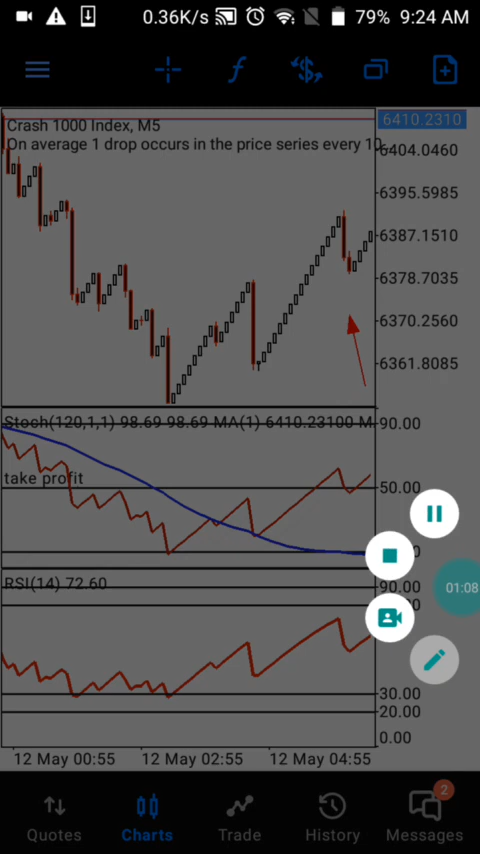 0.36K/s 79% 9:24 AM
6410.2310
Crash 1000 Index, M5
On average 1 drop occurs in the price series every 10
6404.0460
6395.5985
6387.1510
6378.7035
6370.2560
6361.8085
Stoch(120,1,1) 98.69 98.69 MA(1) 6410.23100 M
90.00
take profit
50.00
01:08
RSI(14) 72.60
90.00
30.00
20.00
0.00
12 May 00:55 12 May 02:55 12 May 04:55
2
Quotes Charts Trade History Messages